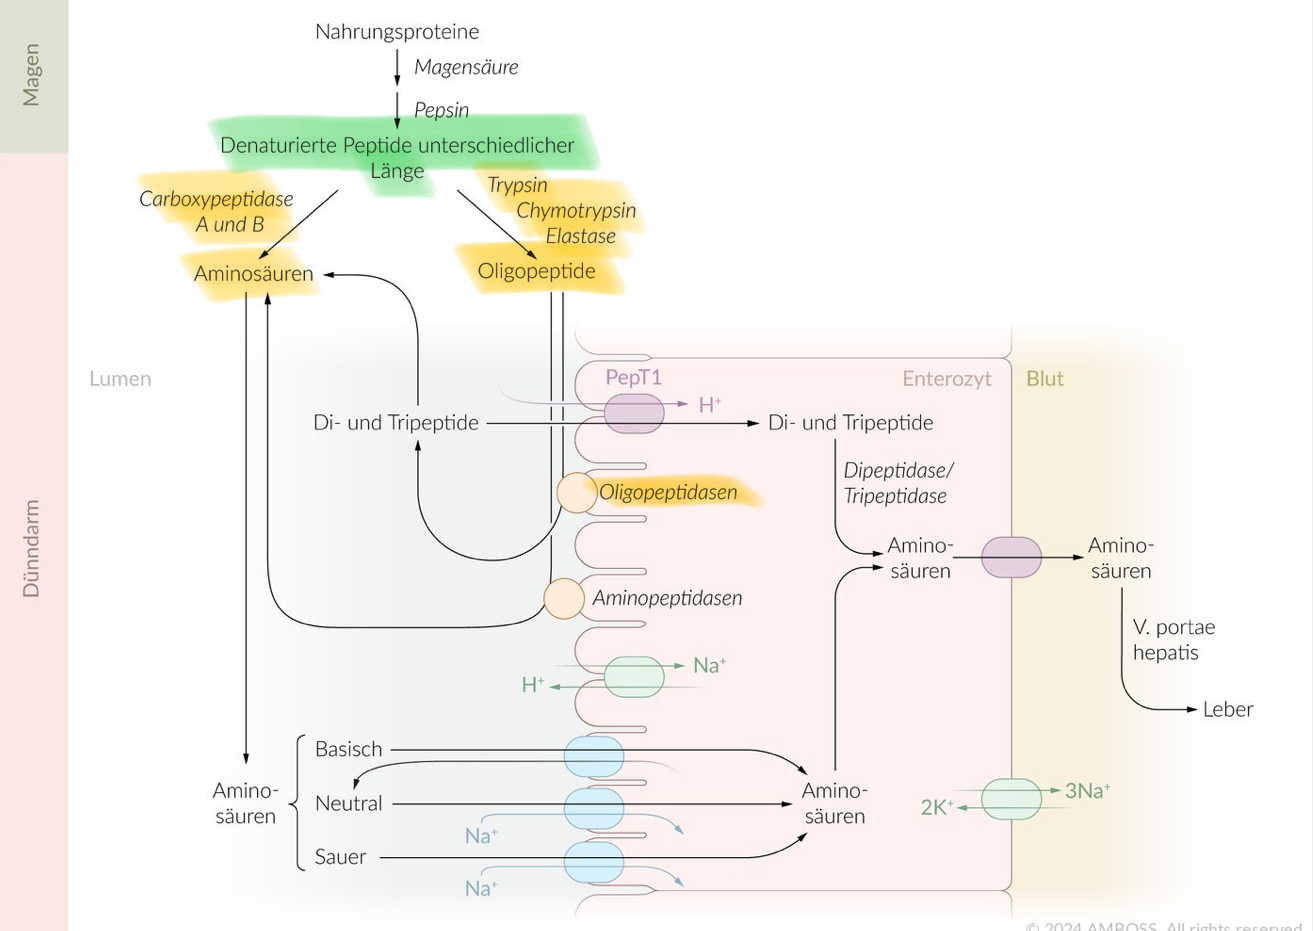 Magen
Nahrungsproteine
Magensäure
Pepsin
Denaturierte Peptide unterschiedlicher
Länge
Carboxypeptidase
A und B
Trypsin
Chymotrypsin
Elastase
Aminosäuren
Oligopeptide
Dünndarm
Lumen
PepT1
Enterozyt
Blut
H⁺
Di- und Tripeptide
Di- und Tripeptide
Dipeptidase/
Tripeptidase
Oligopeptidasen
Amino-
säuren
Amino-
säuren
Aminopeptidasen
V. portae
hepatis
Na⁺
H⁺
Leber
Basisch
Amino-
säuren
Neutral
Amino-
säuren
3Na⁺
2K⁺
Na⁺
Sauer
Na⁺
© 2024 AMBOSS. All rights reserved